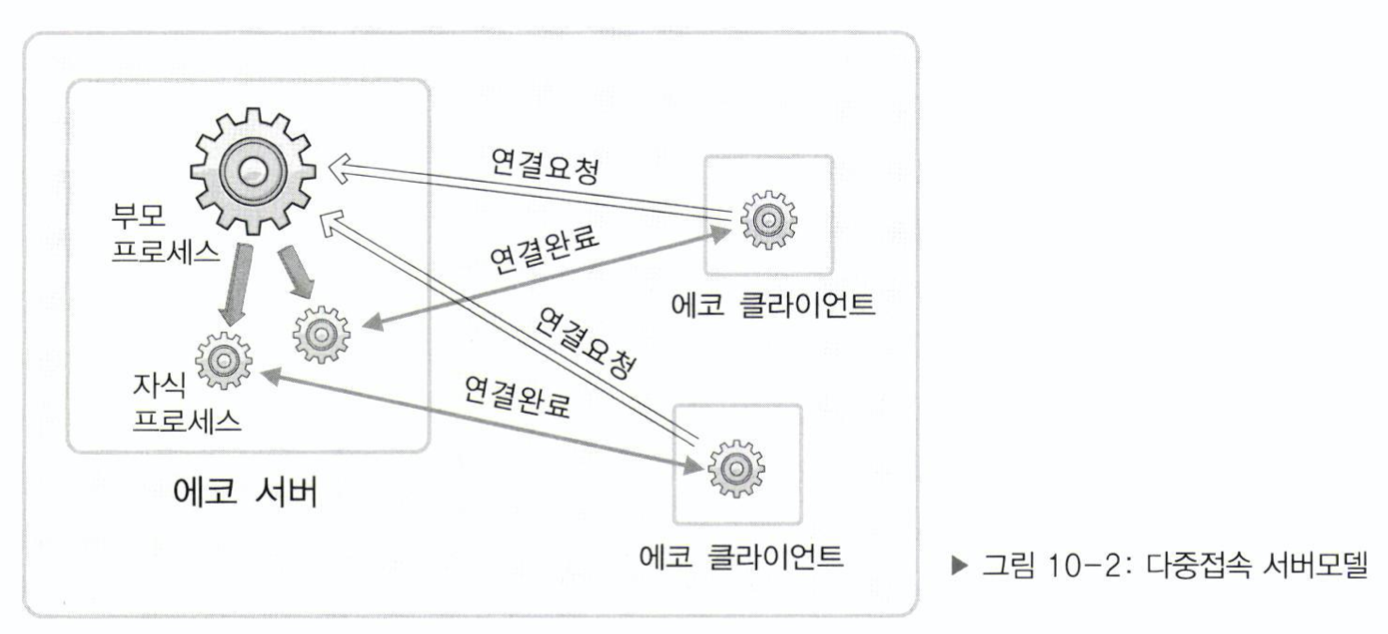 연결요청
부모
프로세스
연결완료
에코 클라이언트
연결요청
자식
프로세스
연결완료
에코 서버
에코 클라이언트
▶ 그림 10-2: 다중접속 서버모델